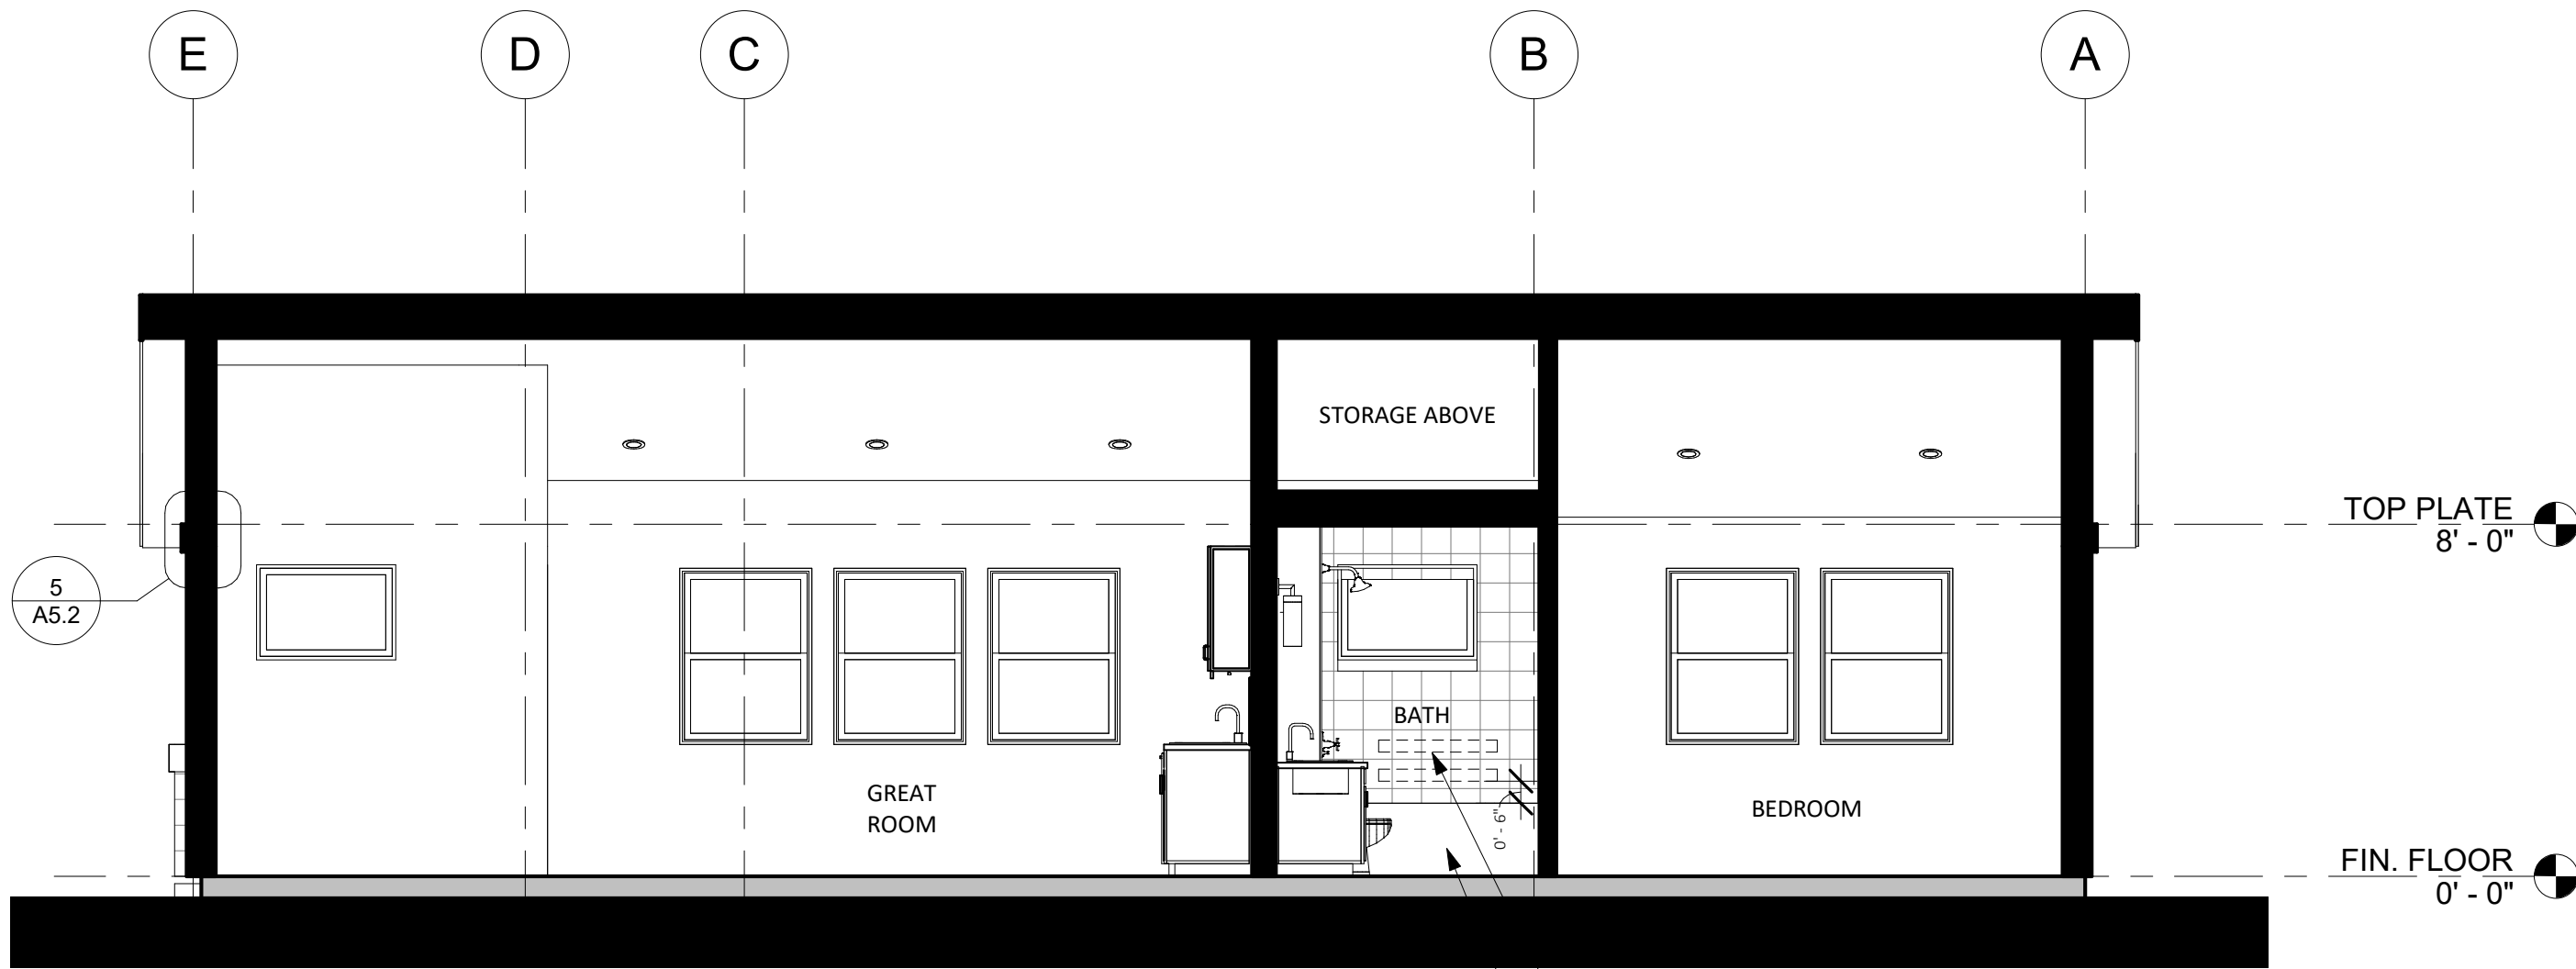 E
D
C
B
A
STORAGE ABOVE
TOP PLATE
8' - 0"
5
A5.2
BATH
GREAT
ROOM
BEDROOM
0' - 6"
FIN. FLOOR
0' - 0"